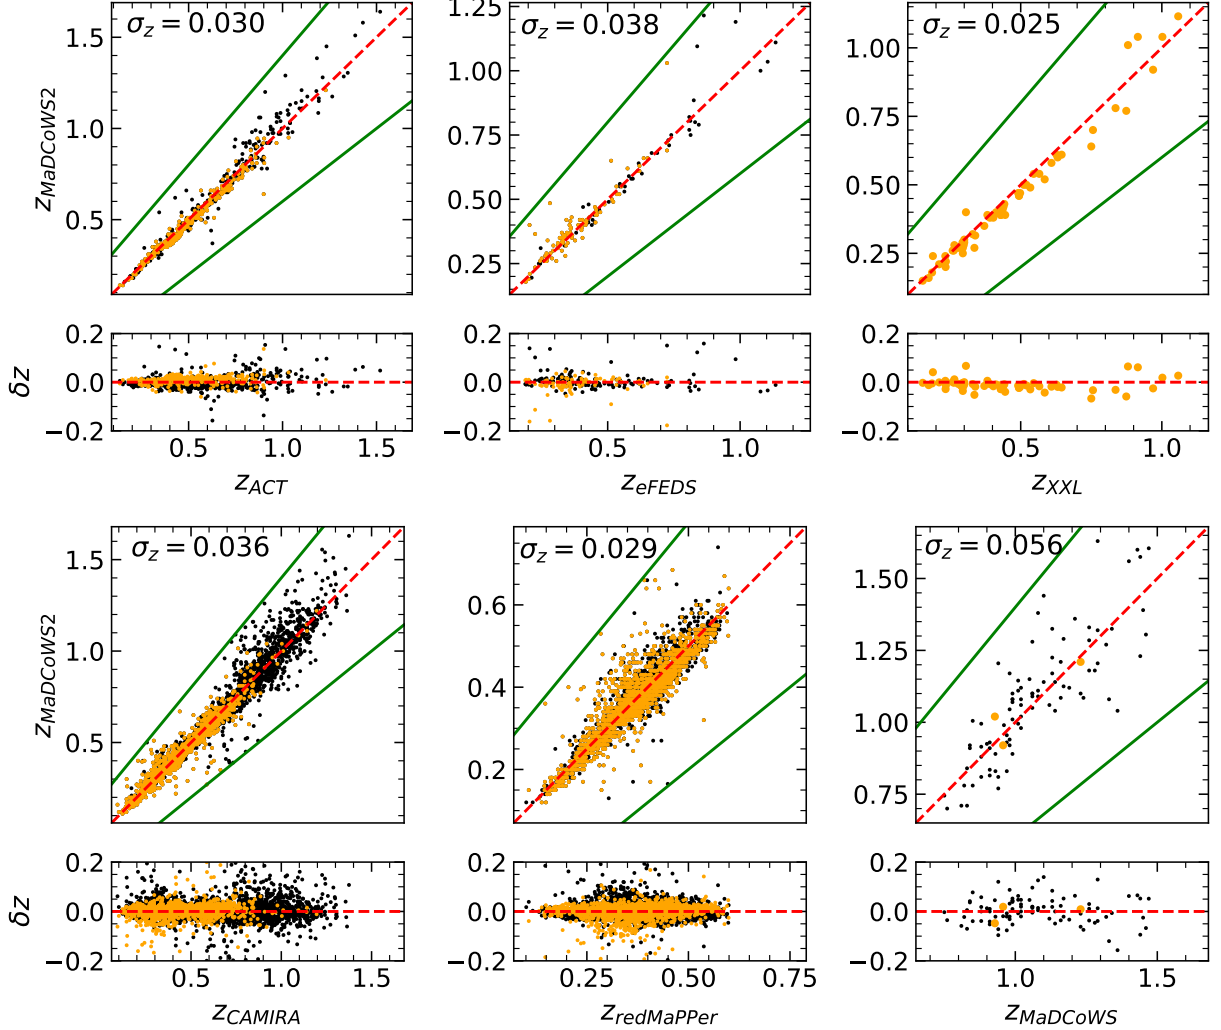 σz = 0.030
σz = 0.038
σz = 0.025
zMaDCoWS2
1.5
1.0
0.5
1.25
1.00
0.75
0.50
0.25
1.00
0.75
0.50
0.25
δz
0.2
0.0
−0.2
0.2
0.0
−0.2
0.2
0.0
−0.2
0.5 1.0 1.5
0.5 1.0
0.5 1.0
zACT
zeFEDS
zXXL
σz = 0.036
σz = 0.029
σz = 0.056
zMaDCoWS2
1.5
1.0
0.5
0.6
0.4
0.2
1.50
1.25
1.00
0.75
δz
0.2
0.0
−0.2
0.2
0.0
−0.2
0.2
0.0
−0.2
0.5 1.0 1.5
0.25 0.50 0.75
1.0 1.5
zCAMIRA
zredMaPPer
zMaDCoWS